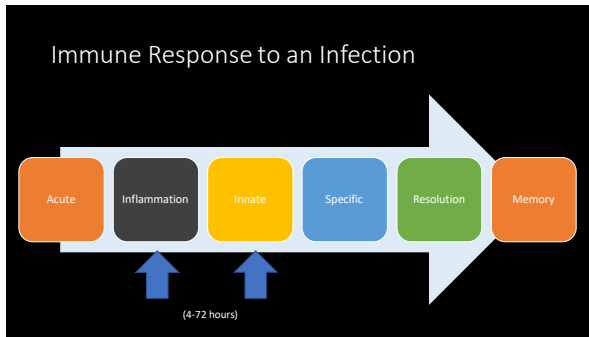 Immune Response to an Infection
Acute
Inflammation
Innate
Specific
Resolution
Memory
(4-72 hours)